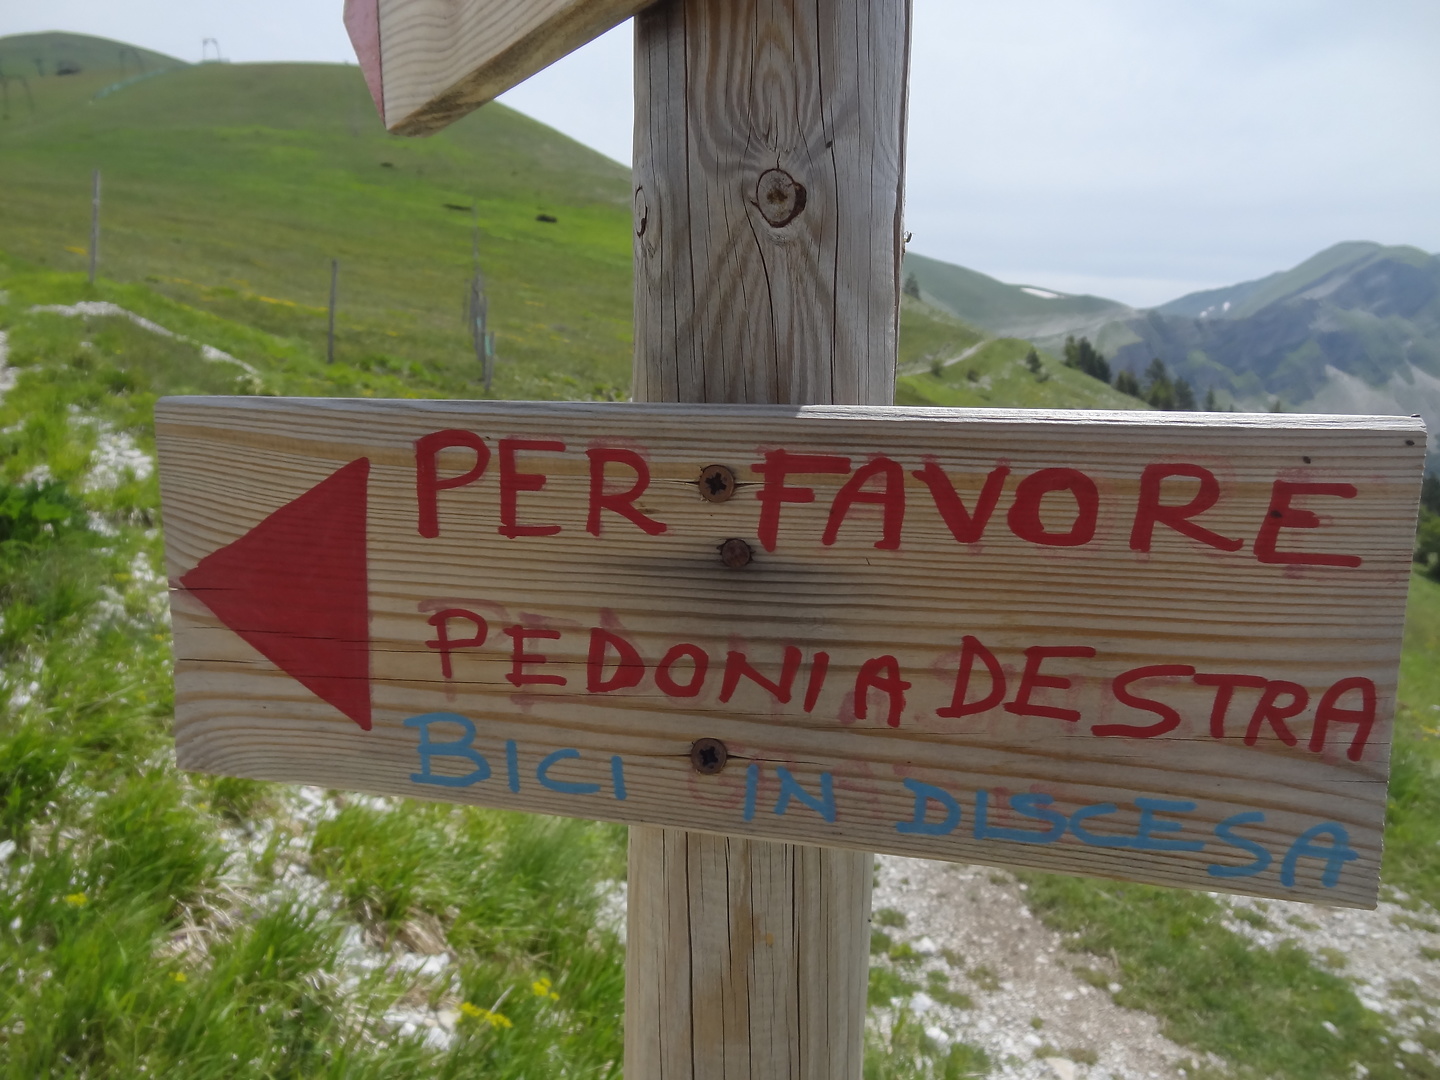 PER FAVORE
PEDONI A DESTRA
BICI IN DISCESA